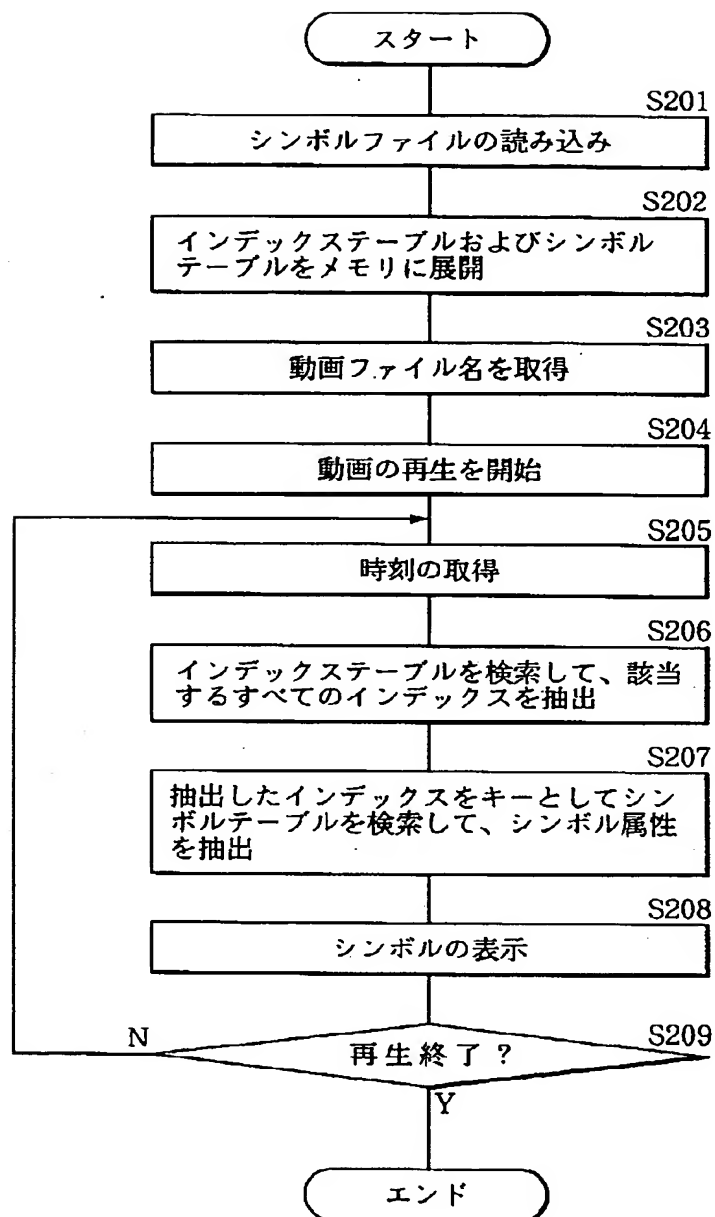 スタート
S201
シンボルファイルの読み込み
S202
インデックステーブルおよびシンボル
テーブルをメモリに展開
S203
動画ファイル名を取得
S204
動画の再生を開始
S205
時刻の取得
S206
インデックステーブルを検索して、該当
するすべてのインデックスを抽出
S207
抽出したインデックスをキーとしてシン
ボルテーブルを検索して、シンボル属性
を抽出
S208
シンボルの表示
S209
N
再生終了?
Y
エンド